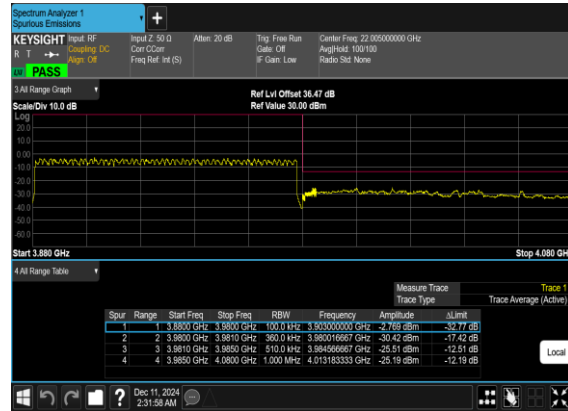 Spectrum Analyzer 1
Spurious Emissions
KEYSIGHT Input: RF Input Z: 50 Ω Atten: 20 dB Trig: Free Run Center Freq: 22.005000000 GHz
R T Coupling: DC Corr CCorr Gate: Off Avg|Hold: 100/100
Align: Off Freq Ref: Int (S) IF Gain: Low Radio Std: None
LW PASS
3 All Range Graph Ref Lvl Offset 36.47 dB
Scale/Div 10.0 dB Ref Value 30.00 dBm
Log
20.0
10.0
0.00
-10.0
-20.0
-30.0
-40.0
-50.0
-60.0
Start 3.880 GHz Stop 4.080 GHz
4 All Range Table
Measure Trace Trace 1
Trace Type Trace Average (Active)
Spur Range Start Freq Stop Freq RBW Frequency Amplitude ΔLimit
1 1 3.8800 GHz 3.9800 GHz 100.0 kHz 3.903000000 GHz -2.769 dBm -32.77 dB
2 2 3.9800 GHz 3.9810 GHz 360.0 kHz 3.980016667 GHz -30.42 dBm -17.42 dB
3 3 3.9810 GHz 3.9850 GHz 510.0 kHz 3.984566667 GHz -25.51 dBm -12.51 dB
4 4 3.9850 GHz 4.0800 GHz 1.000 MHz 4.013183333 GHz -25.19 dBm -12.19 dB
Local
? Dec 11, 2024
2:31:58 AM